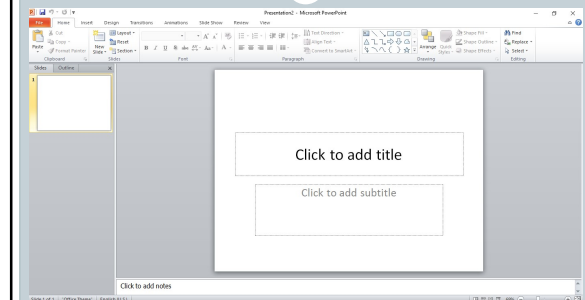 Presentation2 - Microsoft PowerPoint
File Home Insert Design Transitions Animations Slide Show Review View
Cut
Copy
Format Painter
Paste
Clipboard
New Slide
Layout
Reset
Section
Slides
Font
Text Direction
Align Text
Convert to SmartArt
Paragraph
Arrange
Quick Styles
Shape Fill
Shape Outline
Shape Effects
Drawing
Find
Replace
Select
Editing
Slides Outline
1
Click to add title
Click to add subtitle
Click to add notes
Slide 1 of 1 "Office Theme"